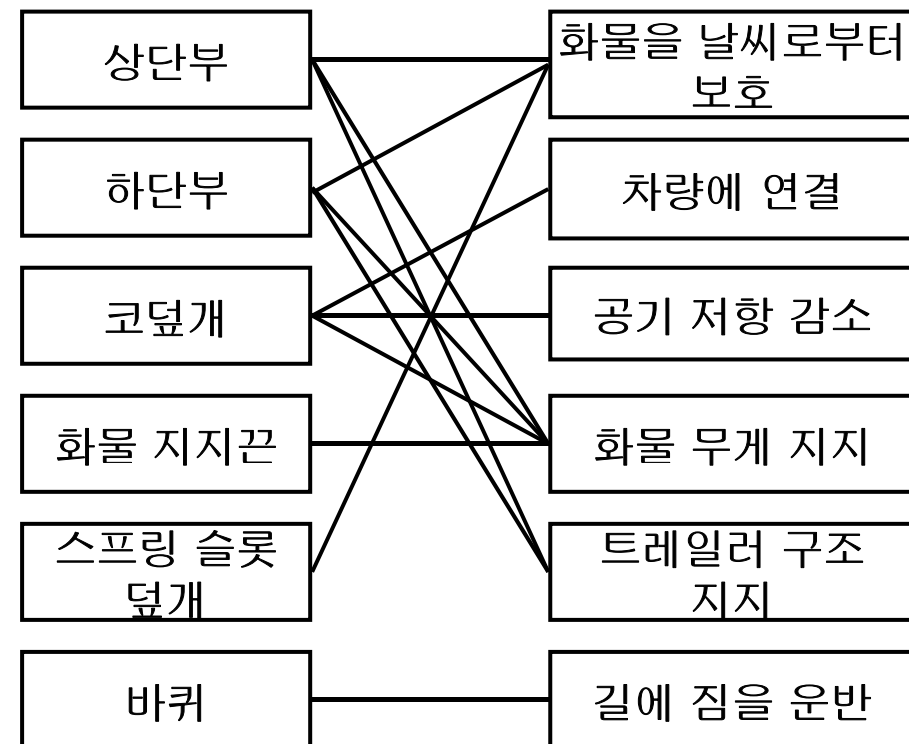 상단부
화물을 날씨로부터
보호
하단부
차량에 연결
코덮개
공기 저항 감소
화물 지지끈
화물 무게 지지
스프링 슬롯
덮개
트레일러 구조
지지
바퀴
길에 짐을 운반